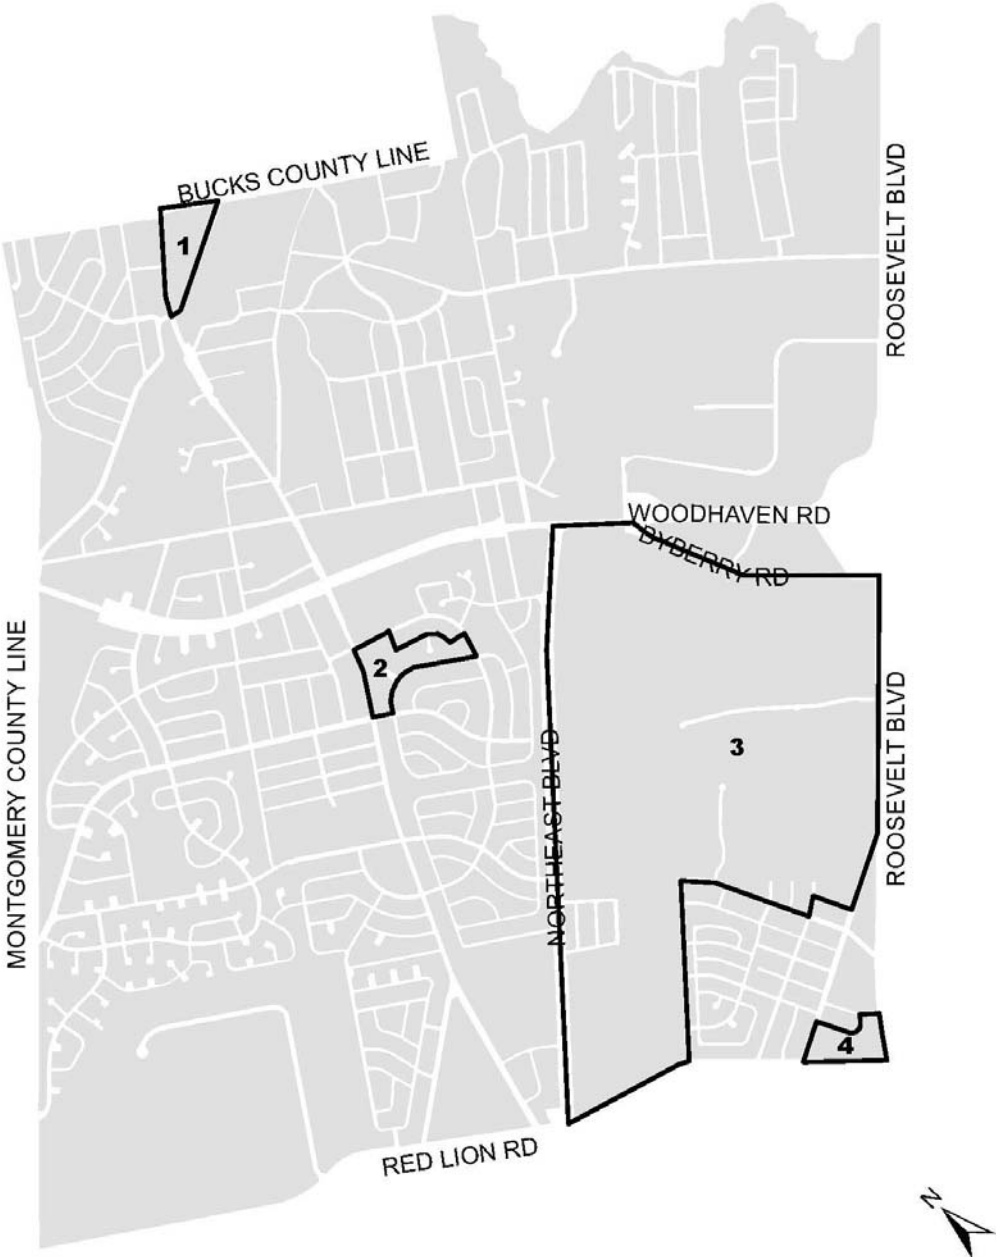 BUCKS COUNTY LINE
ROOSEVELT BLVD
1
WOODHAVEN RD
BYBERRY RD
MONTGOMERY COUNTY LINE
2
NORTHEAST BLVD
3
ROOSEVELT BLVD
4
RED LION RD
N